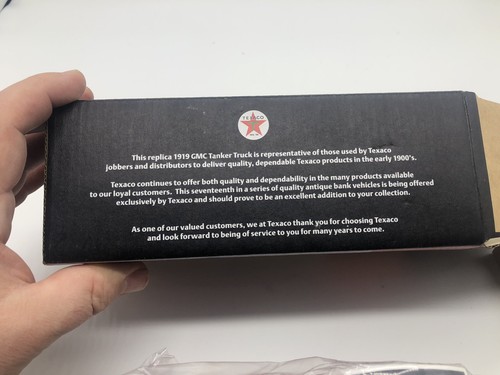 TEXACO
This replica 1919 GMC Tanker Truck is representative of those used by Texaco
jobbers and distributors to deliver quality, dependable Texaco products in the early 1900's.
Texaco continues to offer both quality and dependability in the many products available
to our loyal customers. This seventeenth in a series of quality antique bank vehicles is being offered
exclusively by Texaco and should prove to be an excellent addition to your collection.
As one of our valued customers, we at Texaco thank you for choosing Texaco
and look forward to being of service to you for many years to come.